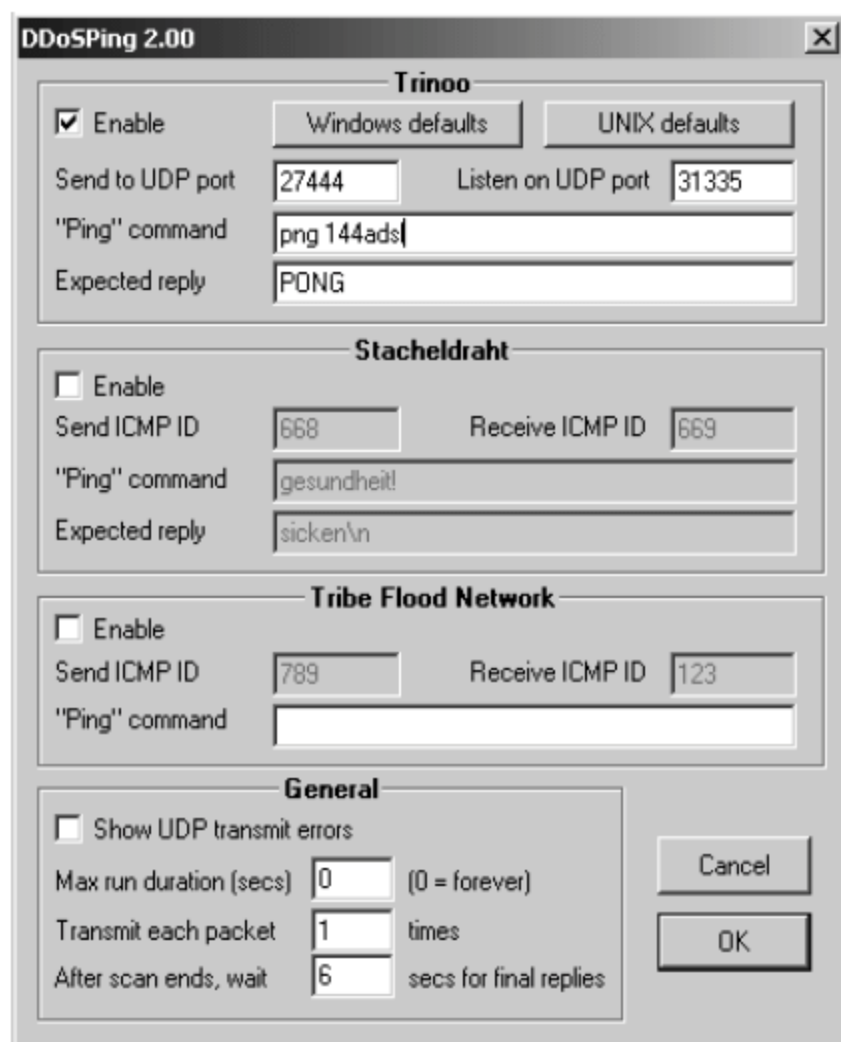 DDoSPing 2.00
Trinoo
Enable Windows defaults UNIX defaults
Send to UDP port 27444 Listen on UDP port 31335
"Ping" command png 144ads
Expected reply PONG
Stacheldraht
Enable
Send ICMP ID 668 Receive ICMP ID 669
"Ping" command gesundheit!
Expected reply sicken\n
Tribe Flood Network
Enable
Send ICMP ID 789 Receive ICMP ID 123
"Ping" command
General
Show UDP transmit errors
Max run duration (secs) 0 (0 = forever)
Transmit each packet 1 times
After scan ends, wait 6 secs for final replies
Cancel
OK